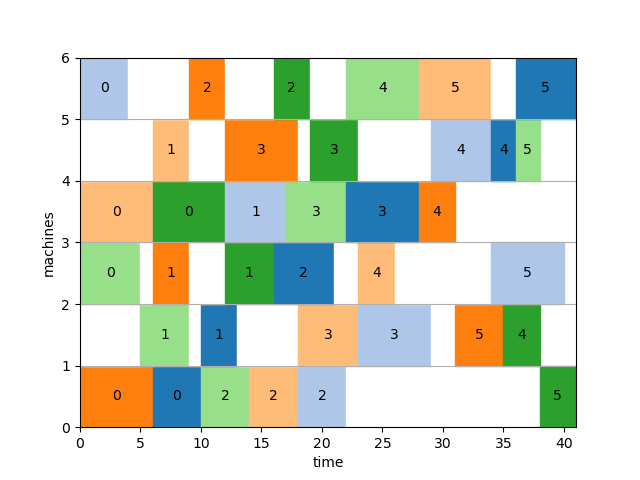 6
0 2 2 4 5 5
5
1 3 3 4 4 5
4
0 0 1 3 3 4
3
0 1 1 2 4 5
2
1 1 3 3 5 4
1
0 0 2 2 2 5
0
0 5 10 15 20 25 30 35 40
time
machines